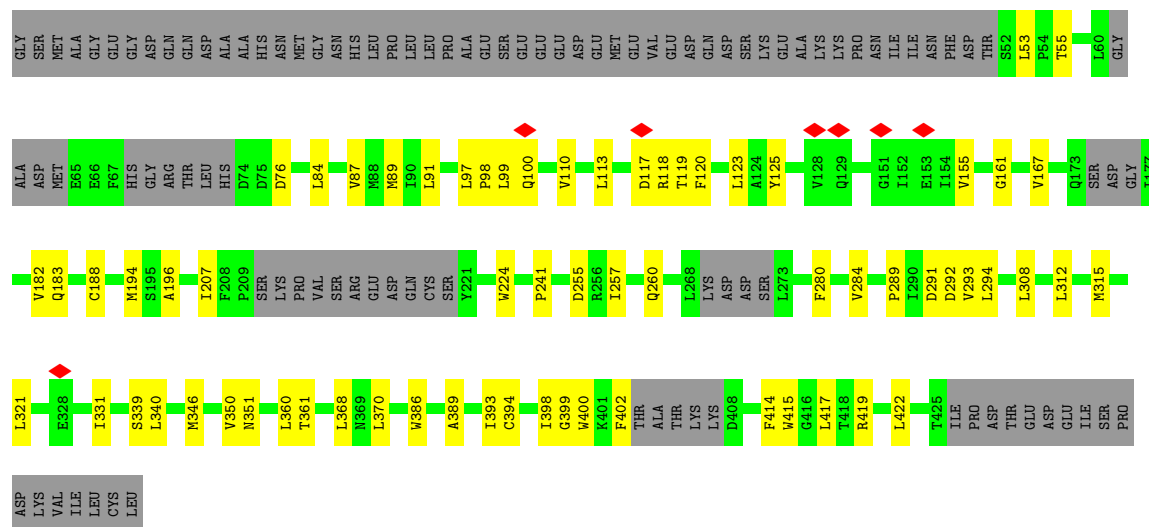 GLY SER MET ALA GLY GLU GLY ASP GLN GLN ASP ALA ALA HIS ASN MET GLY ASN HIS LEU PRO LEU LEU PRO ALA GLU SER GLU GLU GLU ASP GLU MET GLU VAL GLU ASP GLN ASP SER LYS GLU ALA LYS LYS PRO ASN ILE ILE ASN PHE ASP THR S52 L53 P54 T55 L60 GLY
ALA ASP MET E65 E66 F67 HIS GLY ARG THR LEU HIS D74 D75 D76 L84 V87 M88 M89 I90 L91 L97 P98 L99 Q100 V110 L113 D117 R118 T119 F120 L123 A124 Y125 V128 Q129 G151 I152 E153 I154 V155 G161 V167 Q173 SER ASP GLY I177
V182 Q183 C188 M194 S195 A196 I207 F208 P209 SER LYS PRO VAL SER ARG GLU ASP GLN CYS SER Y221 W224 P241 D255 R256 I257 Q260 L268 LYS ASP ASP SER L273 F280 V284 P289 I290 D291 D292 V293 L294 L308 L312 M315
L321 E328 I331 S339 L340 M346 V350 N351 L360 T361 L368 N369 L370 W386 A389 I393 C394 I398 G399 W400 K401 F402 THR ALA THR LYS LYS D408 F414 W415 G416 L417 T418 R419 L422 T425 ILE PRO ASP THR GLU ASP GLU ILE SER PRO
ASP LYS VAL ILE LEU CYS LEU